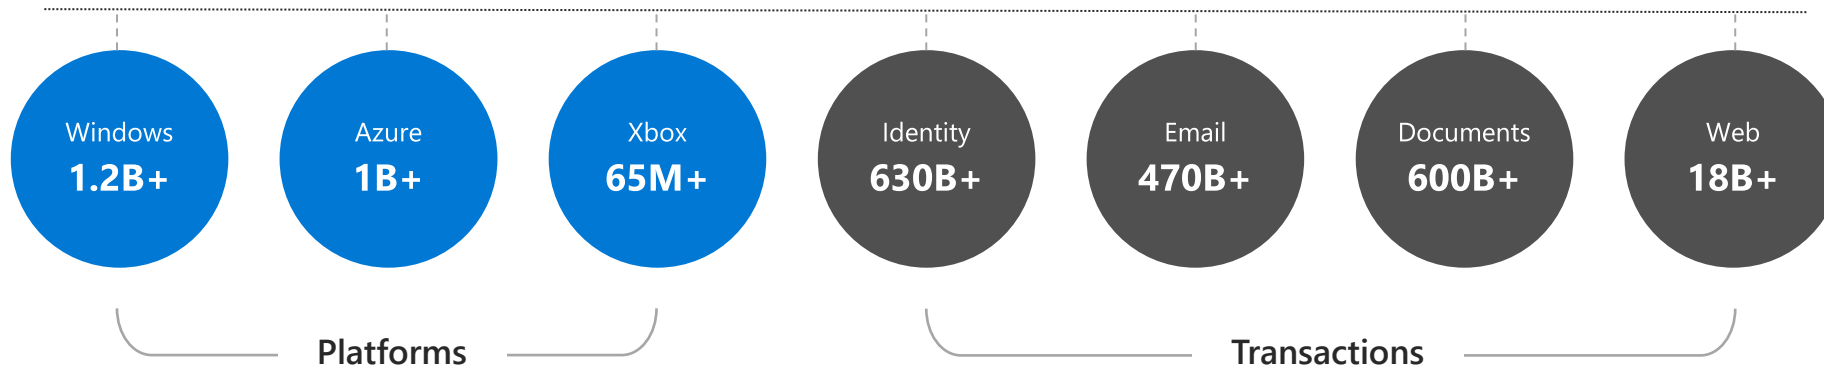 Windows
1.2B+
Azure
1B+
Xbox
65M+
Identity
630B+
Email
470B+
Documents
600B+
Web
18B+
Platforms
Transactions